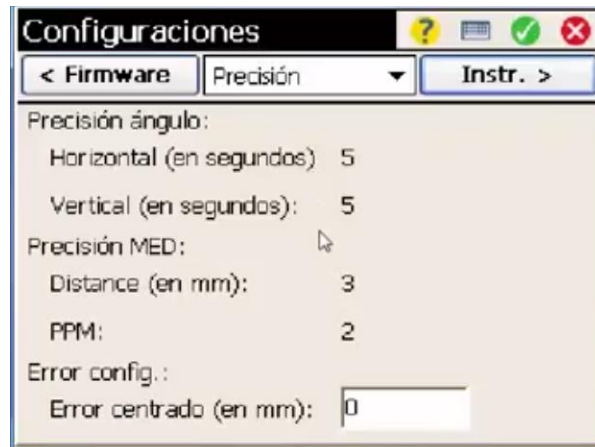 Configuraciones ?
< Firmware Precisión Instr. >
Precisión ángulo:
Horizontal (en segundos) 5
Vertical (en segundos): 5
Precisión MED:
Distance (en mm): 3
PPM: 2
Error config.:
Error centrado (en mm): 0